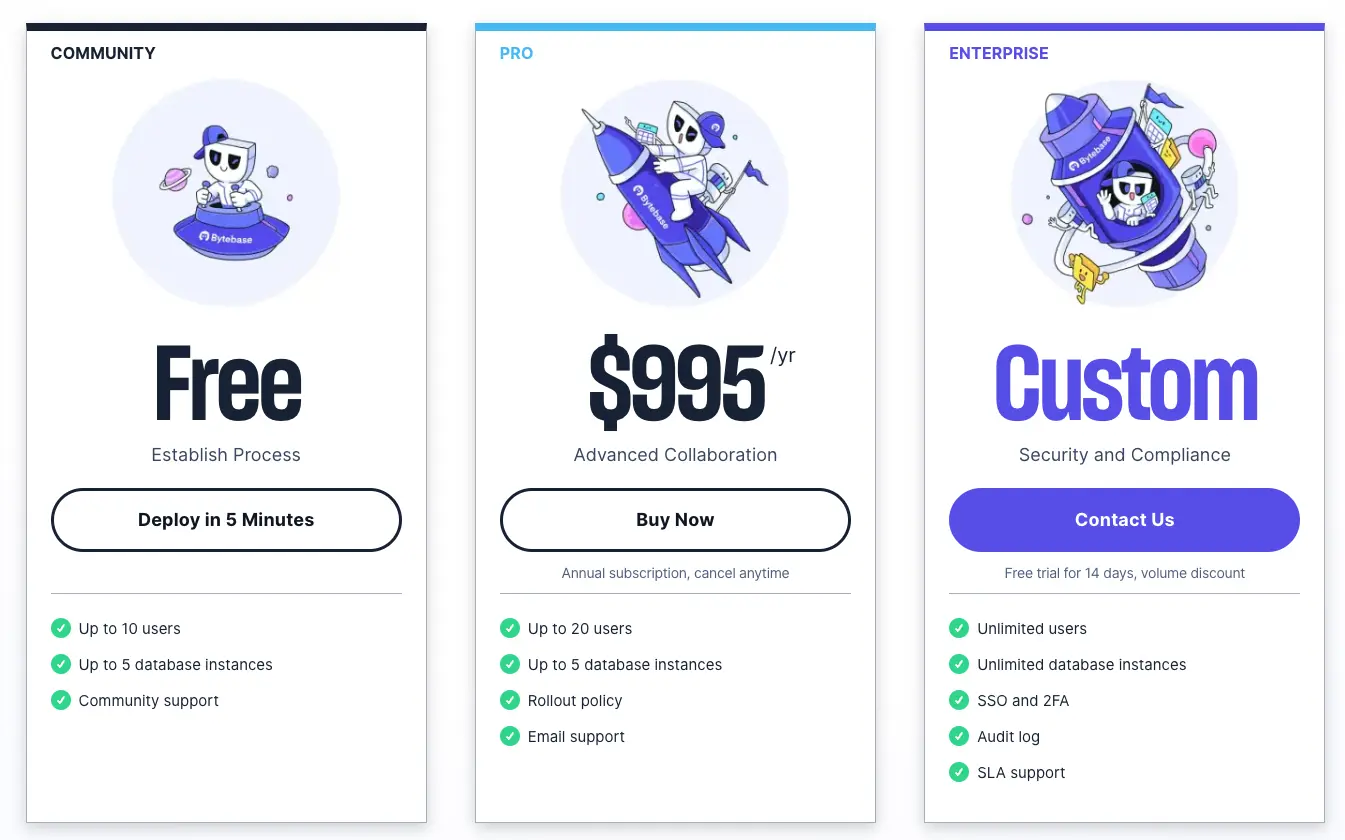 COMMUNITY
Bytebase
Free
Establish Process
Deploy in 5 Minutes
Up to 10 users
Up to 5 database instances
Community support
PRO
Bytebase
$995 /yr
Advanced Collaboration
Buy Now
Annual subscription, cancel anytime
Up to 20 users
Up to 5 database instances
Rollout policy
Email support
ENTERPRISE
Bytebase
Custom
Security and Compliance
Contact Us
Free trial for 14 days, volume discount
Unlimited users
Unlimited database instances
SSO and 2FA
Audit log
SLA support